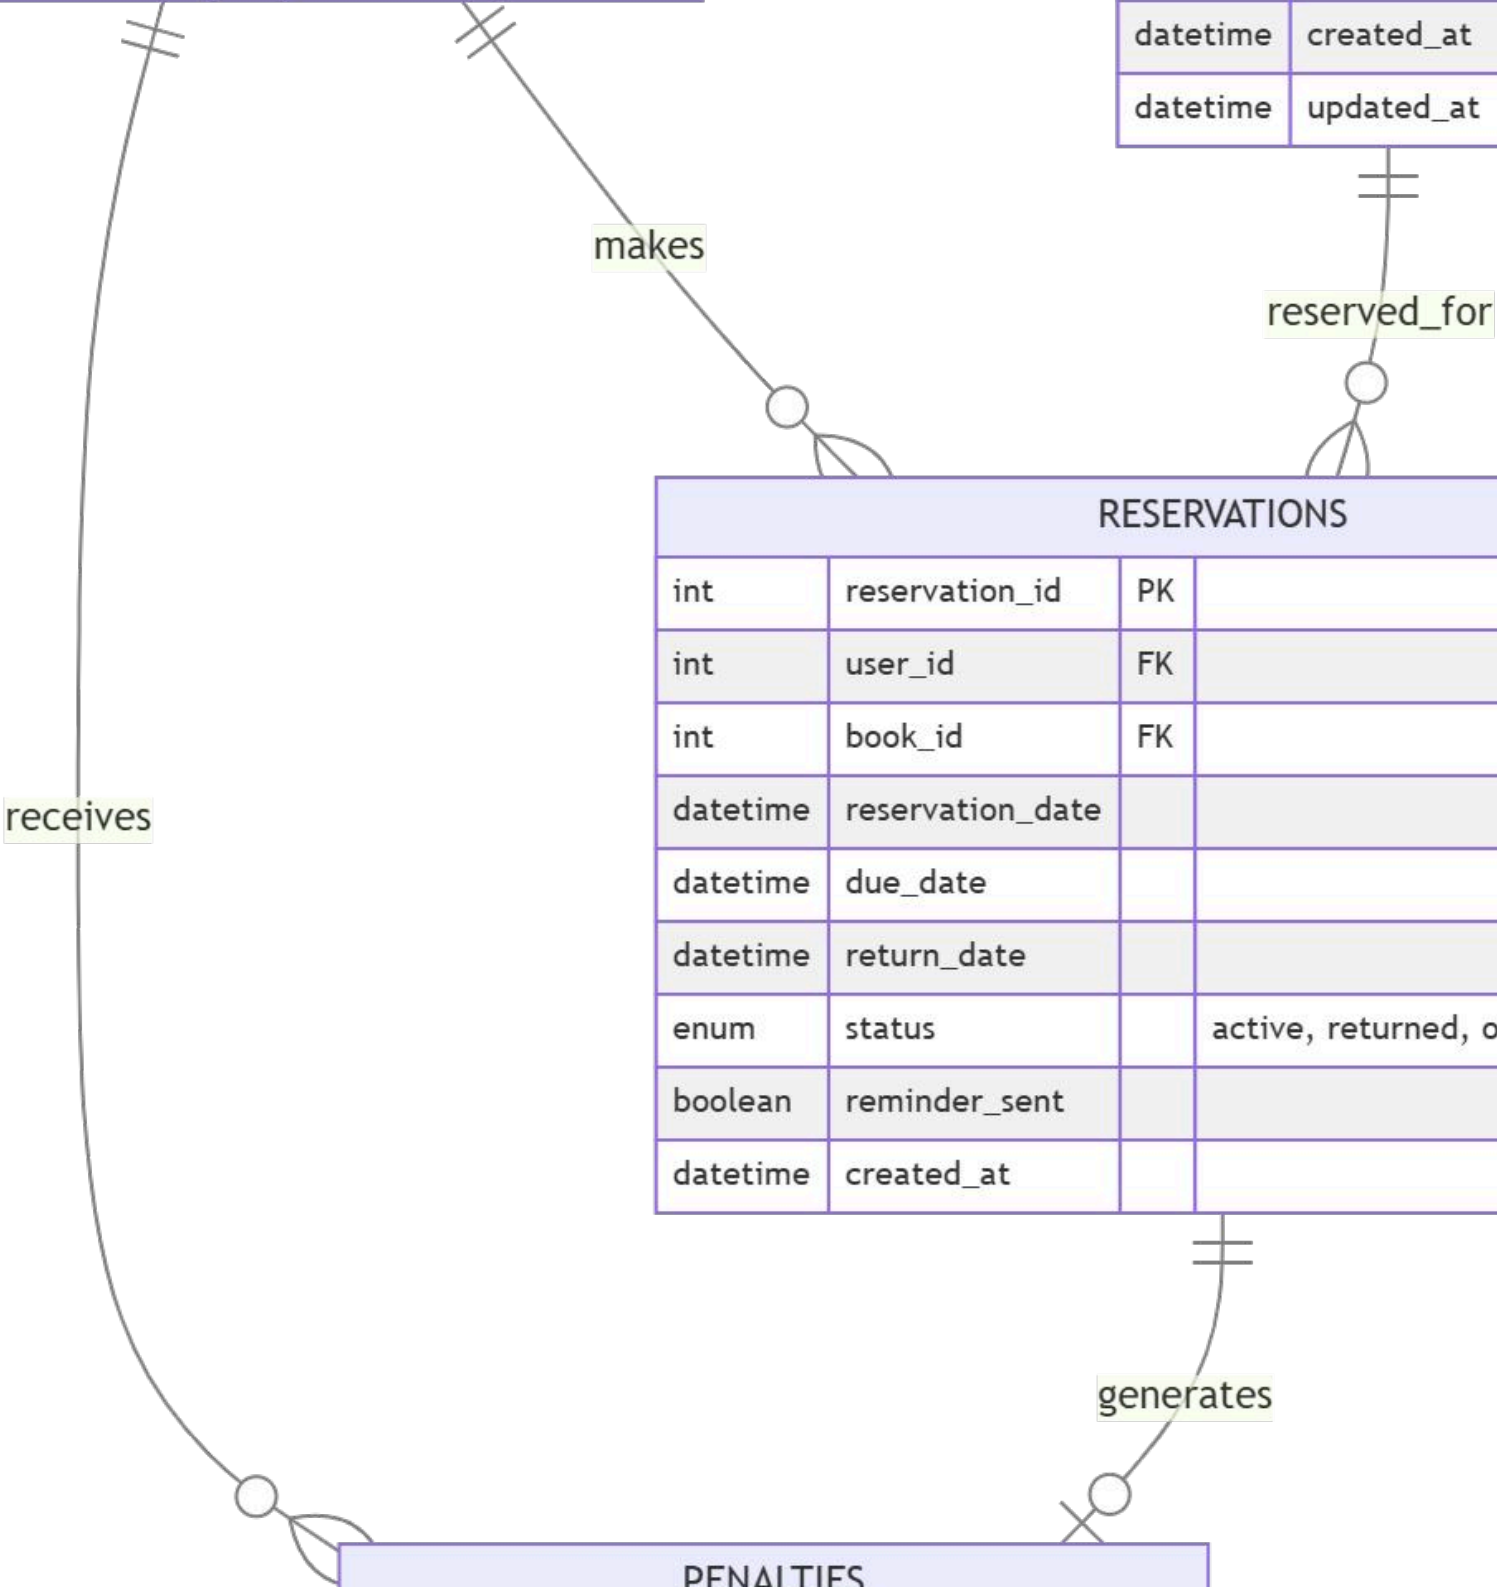 datetime created_at
datetime updated_at
makes
reserved_for
RESERVATIONS
int reservation_id PK
int user_id FK
int book_id FK
datetime reservation_date
receives
datetime due_date
datetime return_date
enum status active, returned,
boolean reminder_sent
datetime created_at
generates
PENALTIES